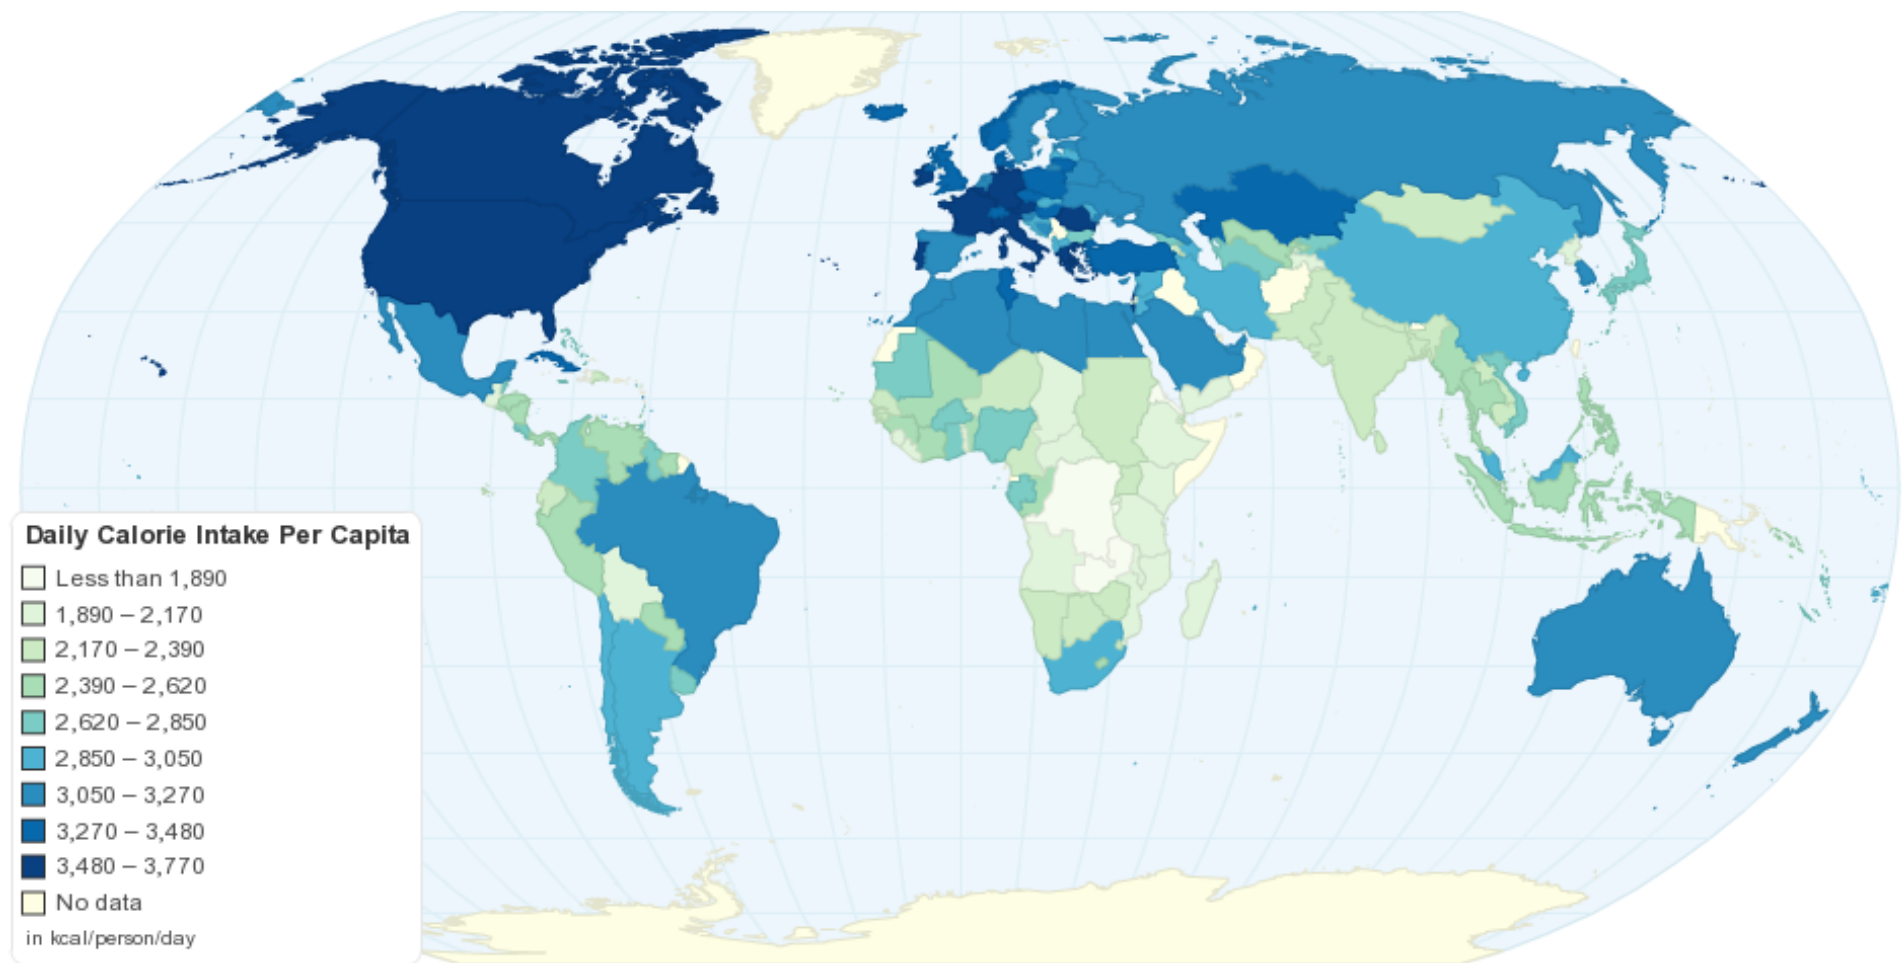 Daily Calorie Intake Per Capita
Less than 1,890
1,890 – 2,170
2,170 – 2,390
2,390 – 2,620
2,620 – 2,850
2,850 – 3,050
3,050 – 3,270
3,270 – 3,480
3,480 – 3,770
No data
in kcal/person/day